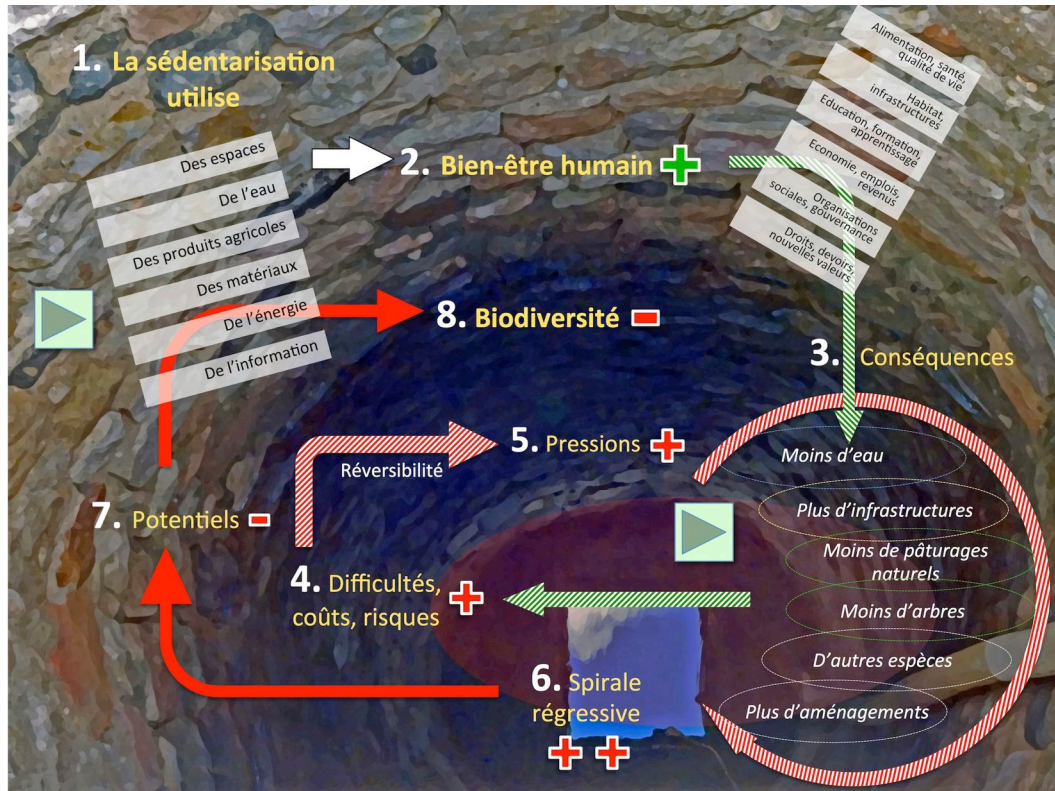 1. La sédentarisation
utilise
Des espaces
De l'eau
Des produits agricoles
Des matériaux
De l'énergie
De l'information
2. Bien-être humain
Alimentation, santé,
qualité de vie
Habitat,
infrastructures
Education, formation,
apprentissage
Economie, emplois,
revenus
Organisations
sociales, gouvernance
Droits, devoirs,
nouvelles valeurs
3. Conséquences
Moins d'eau
Plus d'infrastructures
Moins de pâturages
naturels
Moins d'arbres
D'autres espèces
Plus d'aménagements
4. Difficultés,
coûts, risques
5. Pressions
Réversibilité
6. Spirale
régressive
7. Potentiels
8. Biodiversité